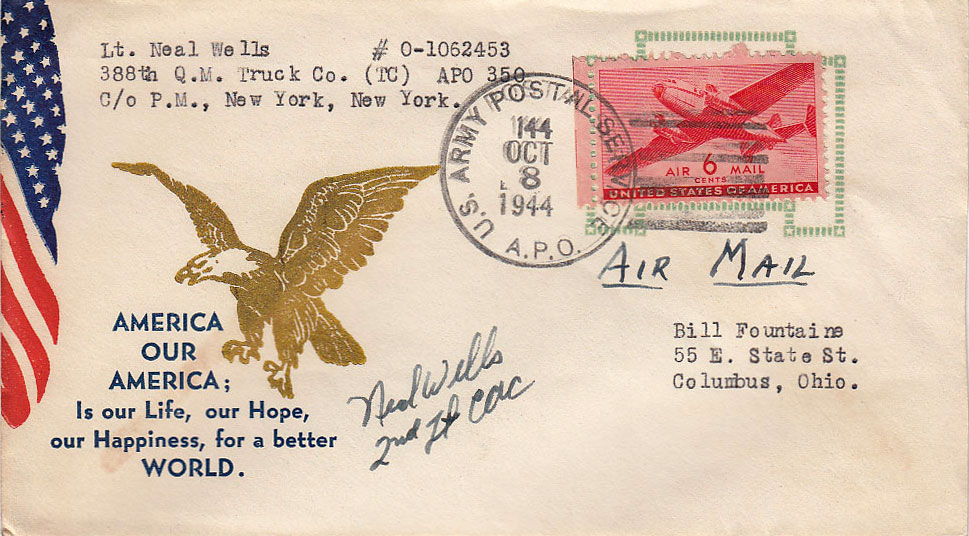 Lt. Neal Wells # O-1062453
388th Q.M. Truck Co. (TC) APO 350
C/o P.M., New York, New York.
U.S. ARMY POSTAL SERVICE
144
OCT
8
1944
A.P.O.
AIR 6 MAIL
CENTS
UNITED STATES OF AMERICA
AIR MAIL
AMERICA
OUR
AMERICA;
Is our Life, our Hope,
our Happiness, for a better
WORLD.
Neal Wells
2nd Lt CAC
Bill Fountaine
55 E. State St.
Columbus, Ohio.